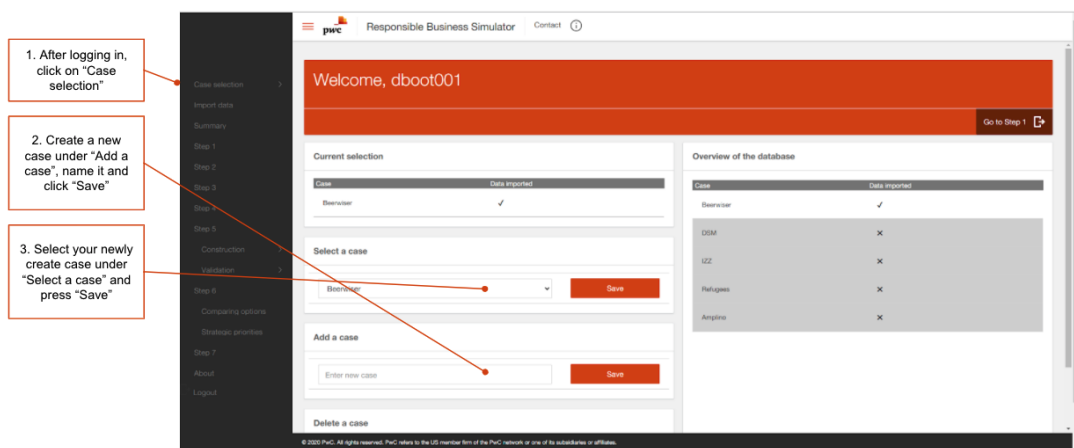 1. After logging in,
click on “Case
selection”
2. Create a new
case under “Add a
case”, name it and
click “Save”
3. Select your newly
create case under
“Select a case” and
press “Save”
pwc
Responsible Business Simulator
Contact
Case selection
Import data
Summary
Step 1
Step 2
Step 3
Step 4
Step 5
Construction
Validation
Step 6
Comparing options
Strategic priorities
Step 7
About
Logout
Welcome, dboot001
Go to Step 1
Current selection
Case Data imported
Beerwiser ✓
Select a case
Beerwiser
Save
Add a case
Enter new case
Save
Delete a case
Overview of the database
Case Data imported
Beerwiser ✓
DSM ✕
IZZ ✕
Refugees ✕
Amplino ✕
© 2020 PwC. All rights reserved. PwC refers to the US member firm of the PwC network or one of its subsidiaries or affiliates.